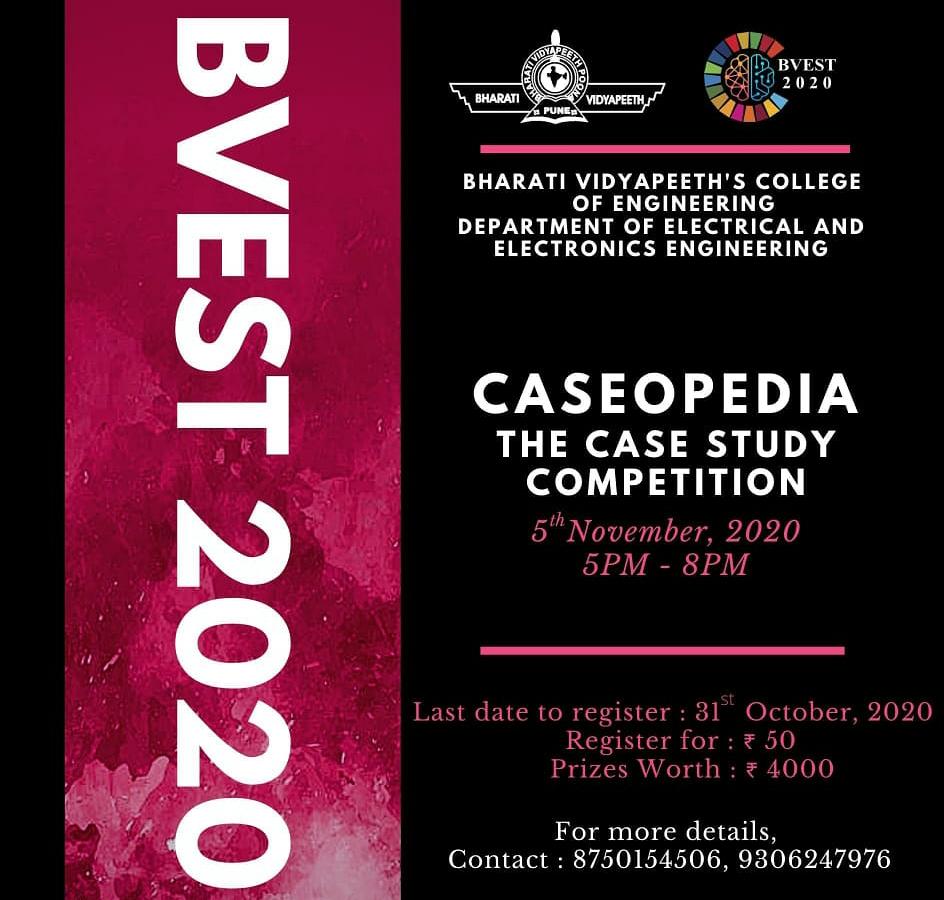 BVEST 2020
BHARATI VIDYAPEETH POONA
BHARATI
VIDYAPEETH
PUNE
BVEST
2020
BHARATI VIDYAPEETH'S COLLEGE
OF ENGINEERING
DEPARTMENT OF ELECTRICAL AND
ELECTRONICS ENGINEERING
CASEOPEDIA
THE CASE STUDY
COMPETITION
5th November, 2020
5PM - 8PM
Last date to register : 31st October, 2020
Register for : ₹ 50
Prizes Worth : ₹ 4000
For more details,
Contact : 8750154506, 9306247976